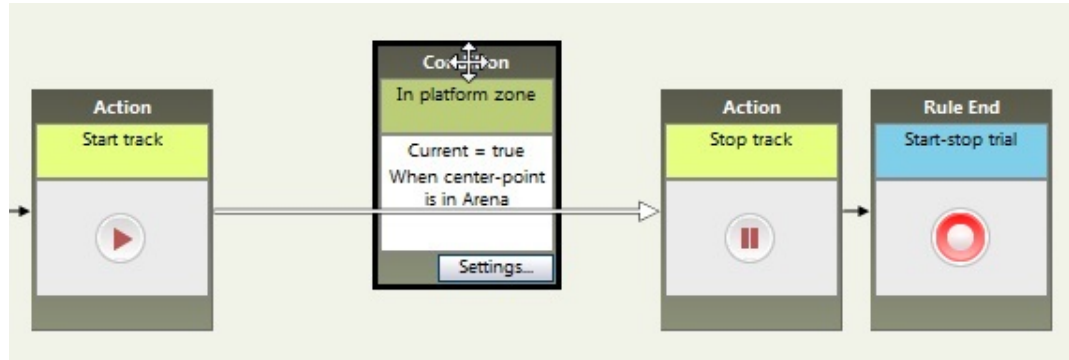 Action
Start track
Condition
In platform zone
Current = true
When center-point
is in Arena
Settings...
Action
Stop track
Rule End
Start-stop trial